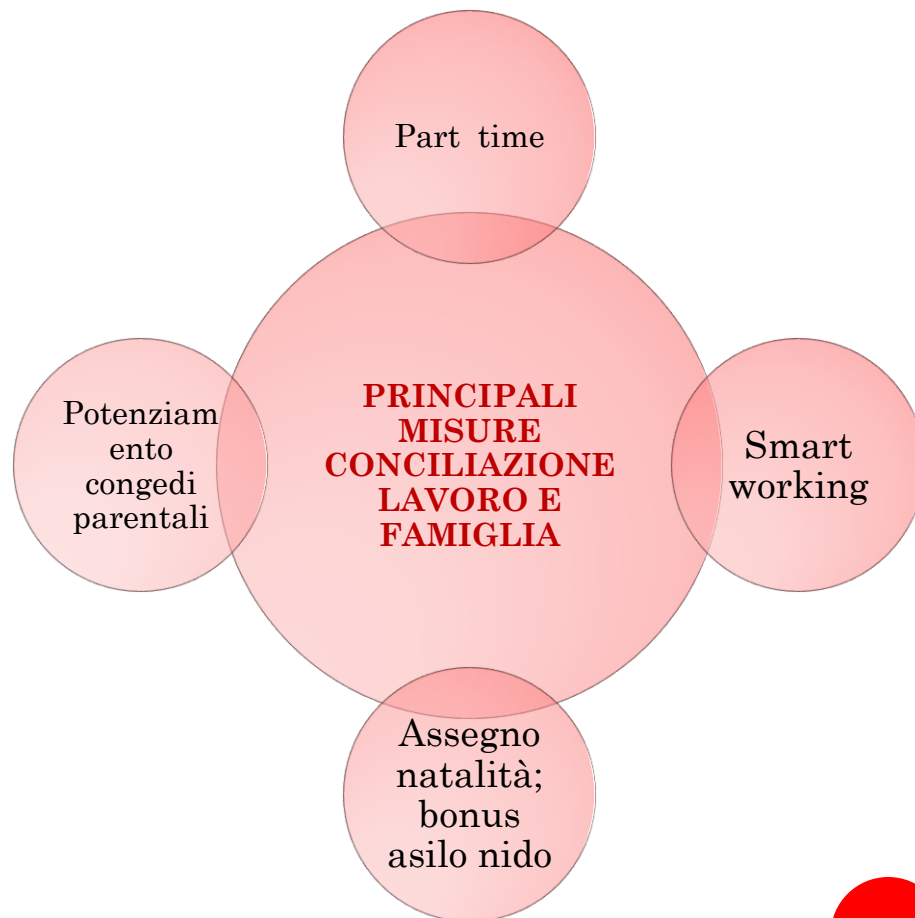 Part time
PRINCIPALI
MISURE
CONCILIAZIONE
LAVORO E
FAMIGLIA
Potenziam
ento
congedi
parentali
Smart
working
Assegno
natalità;
bonus
asilo nido